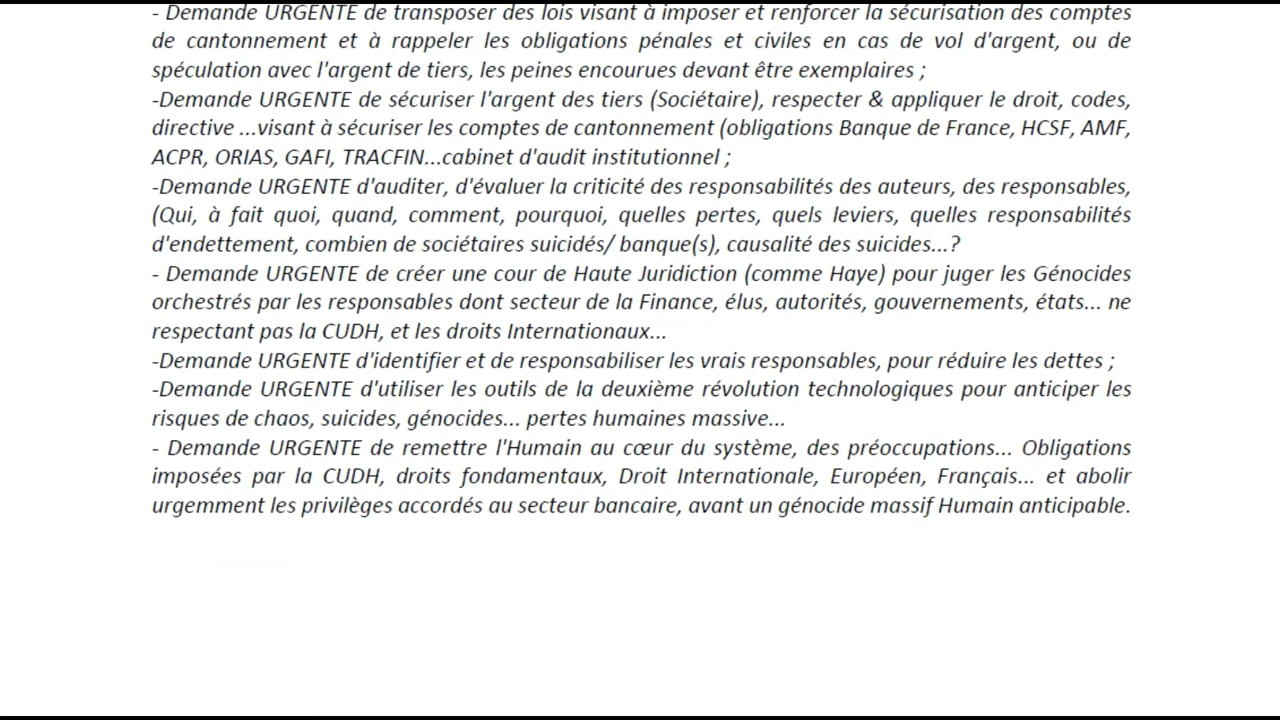 - Demande URGENTE de transposer des lois visant à imposer et renforcer la sécurisation des comptes
de cantonnement et à rappeler les obligations pénales et civiles en cas de vol d'argent, ou de
spéculation avec l'argent de tiers, les peines encourues devant être exemplaires ;
-Demande URGENTE de sécuriser l'argent des tiers (Sociétaire), respecter & appliquer le droit, codes,
directive ...visant à sécuriser les comptes de cantonnement (obligations Banque de France, HCSF, AMF,
ACPR, ORIAS, GAFI, TRACFIN...cabinet d'audit institutionnel ;
-Demande URGENTE d'auditer, d'évaluer la criticité des responsabilités des auteurs, des responsables,
(Qui, à fait quoi, quand, comment, pourquoi, quelles pertes, quels leviers, quelles responsabilités
d'endettement, combien de sociétaires suicidés/ banque(s), causalité des suicides...?
- Demande URGENTE de créer une cour de Haute Juridiction (comme Haye) pour juger les Génocides
orchestrés par les responsables dont secteur de la Finance, élus, autorités, gouvernements, états... ne
respectant pas la CUDH, et les droits Internationaux...
-Demande URGENTE d'identifier et de responsabiliser les vrais responsables, pour réduire les dettes ;
-Demande URGENTE d'utiliser les outils de la deuxième révolution technologiques pour anticiper les
risques de chaos, suicides, génocides... pertes humaines massive...
- Demande URGENTE de remettre l'Humain au cœur du système, des préoccupations... Obligations
imposées par la CUDH, droits fondamentaux, Droit Internationale, Européen, Français... et abolir
urgemment les privilèges accordés au secteur bancaire, avant un génocide massif Humain anticipable.